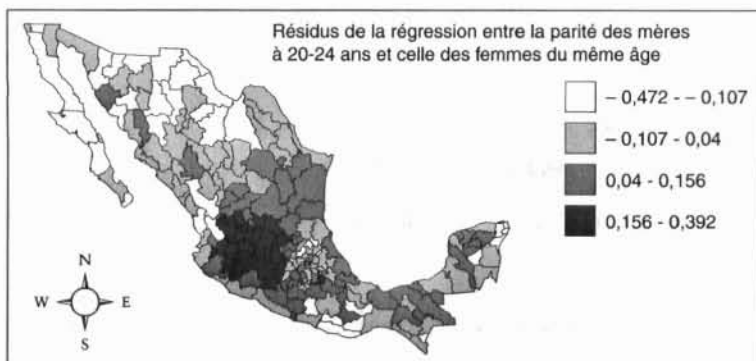 Résidus de la régression entre la parité des mères
à 20-24 ans et celle des femmes du même âge
– 0,472 - – 0,107
– 0,107 - 0,04
0,04 - 0,156
0,156 - 0,392
N
W E
S